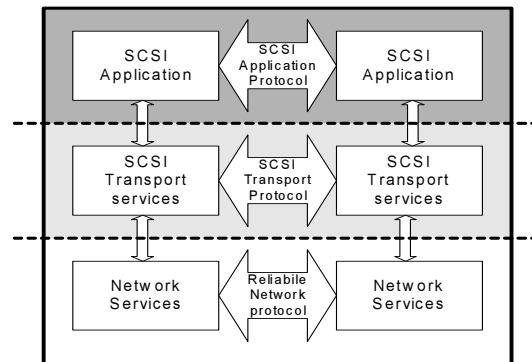 SCSI
Application
SCSI
Application
Protocol
SCSI
Application
SCSI
Transport
services
SCSI
Transport
Protocol
SCSI
Transport
services
Network
Services
Reliabile
Network
protocol
Network
Services